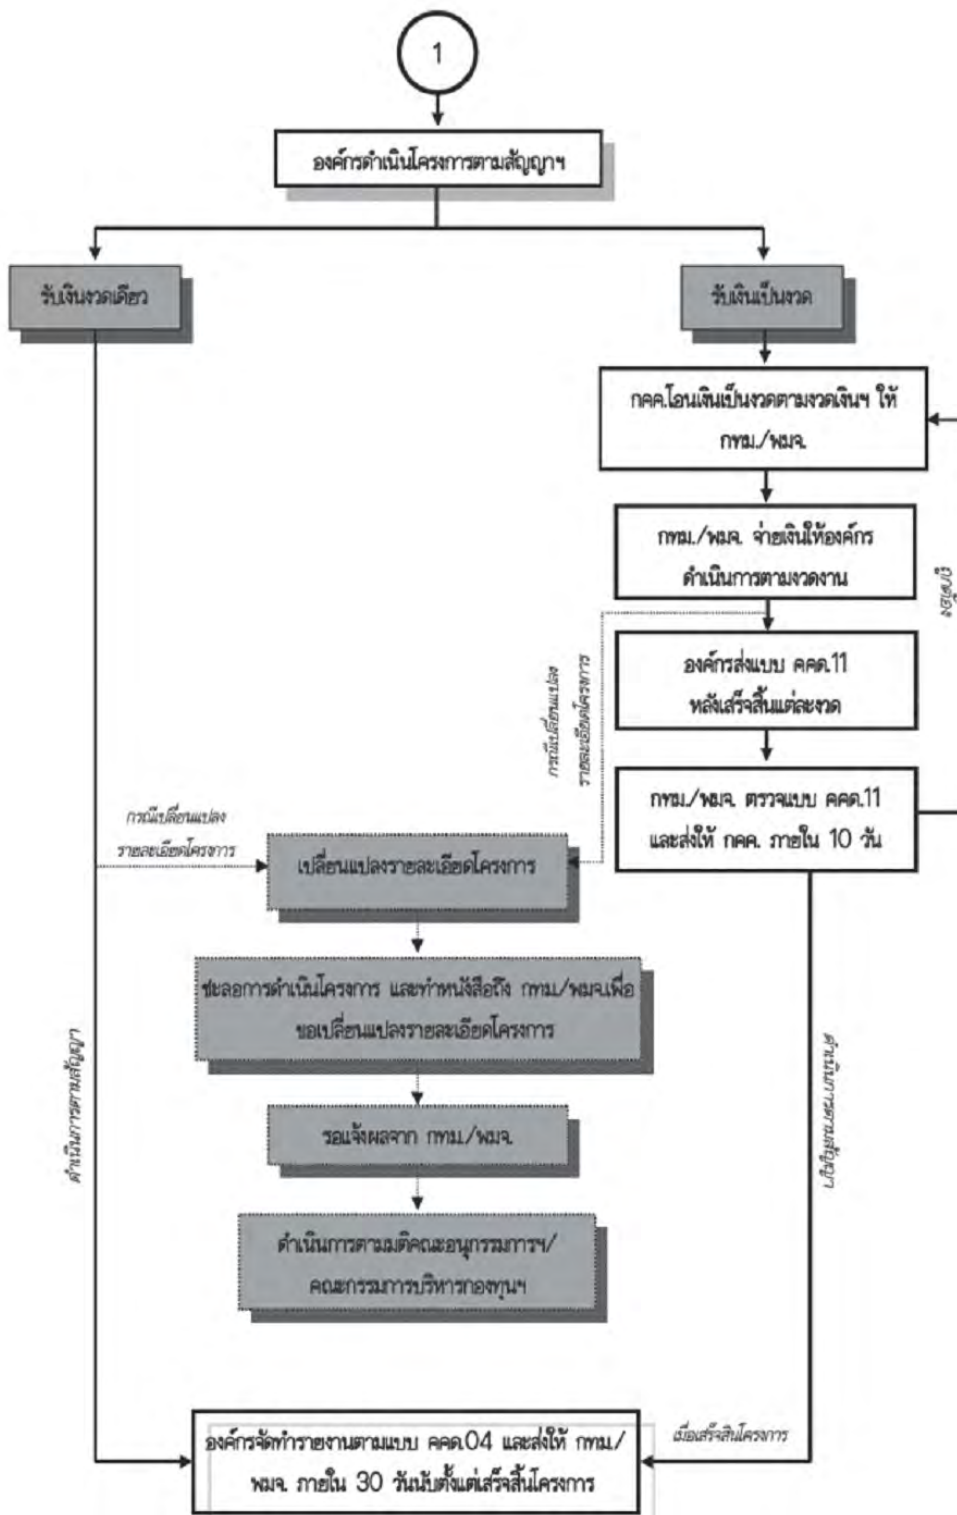 1
องค์กรดำเนินโครงการตามสัญญาฯ
รับเงินงวดเดียว
รับเงินเป็นงวด
กคค.โอนเงินเป็นงวดตามงวดเงินฯ ให้
กทม./พมจ.
กทม./พมจ. จ่ายเงินให้องค์กร
ดำเนินการตามงวดงาน
ถูกต้อง
องค์กรส่งแบบ คคด.11
หลังเสร็จสิ้นแต่ละงวด
กรณีเปลี่ยนแปลง
รายละเอียดโครงการ
กทม./พมจ. ตรวจแบบ คคด.11
และส่งให้ กคค. ภายใน 10 วัน
กรณีเปลี่ยนแปลง
รายละเอียดโครงการ
เปลี่ยนแปลงรายละเอียดโครงการ
ชะลอการดำเนินโครงการ และทำหนังสือถึง กทม./พมจ.เพื่อ
ขอเปลี่ยนแปลงรายละเอียดโครงการ
รอแจ้งผลจาก กทม./พมจ.
ดำเนินการตามสัญญา
ดำเนินการตามสัญญา
ดำเนินการตามมติคณะอนุกรรมการฯ/
คณะกรรมการบริหารกองทุนฯ
องค์กรจัดทำรายงานตามแบบ คคด.04 และส่งให้ กทม./
พมจ. ภายใน 30 วันนับตั้งแต่เสร็จสิ้นโครงการ
เมื่อเสร็จสิ้นโครงการ